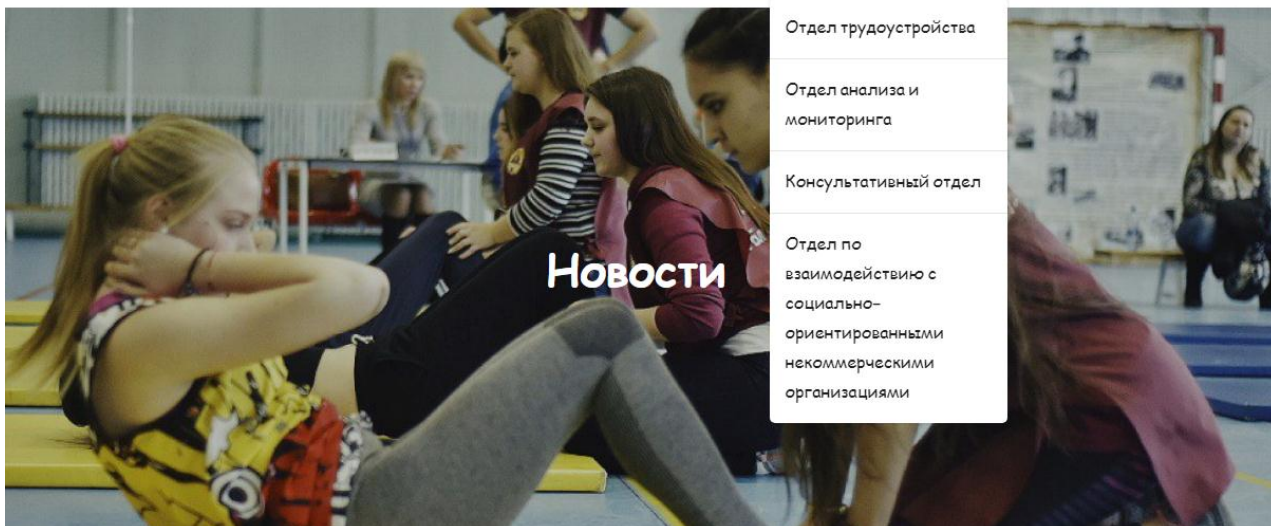 Отдел трудоустройства
Отдел анализа и
мониторинга
Консультативный отдел
Отдел по
взаимодействию с
социально-
ориентированными
некоммерческими
организациями
Новости